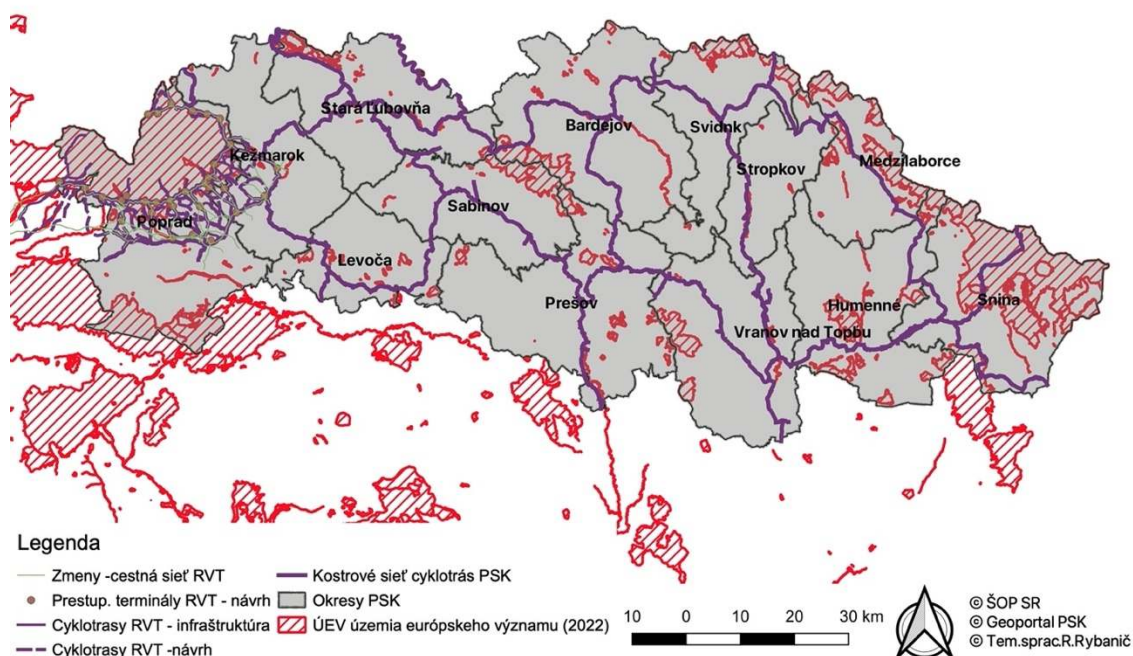 Stará Ľubovňa
Bardejov
Svidnk
Medzilaborce
Kežmarok
Stropkov
Poprad
Sabinov
Levoča
Prešov
Humenné
Snina
Vranov nad Topbu
Legenda
Zmeny -cestná sieť RVT
Prestup. terminály RVT - návrh
Cyklotrasy RVT - infraštruktúra
Cyklotrasy RVT -návrh
Kostrové sieť cyklotrás PSK
Okresy PSK
ÚEV územia európskeho významu (2022)
10 0 10 20 30 km
© ŠOP SR
© Geoportal PSK
© Tem.sprac.R.Rybanič